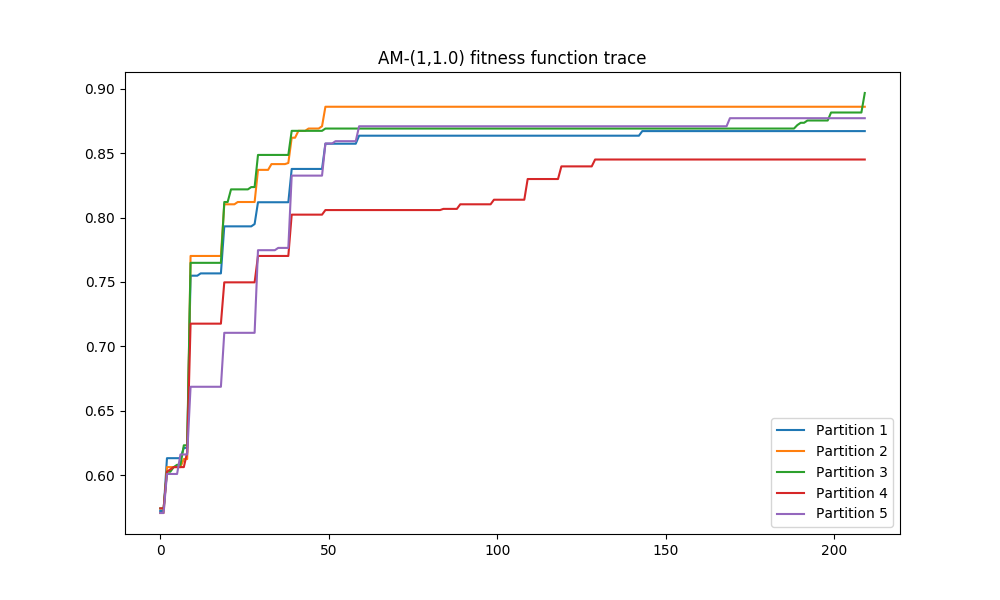 AM-(1,1.0) fitness function trace
0.90
0.85
0.80
0.75
0.70
0.65
0.60
0 50 100 150 200
Partition 1
Partition 2
Partition 3
Partition 4
Partition 5